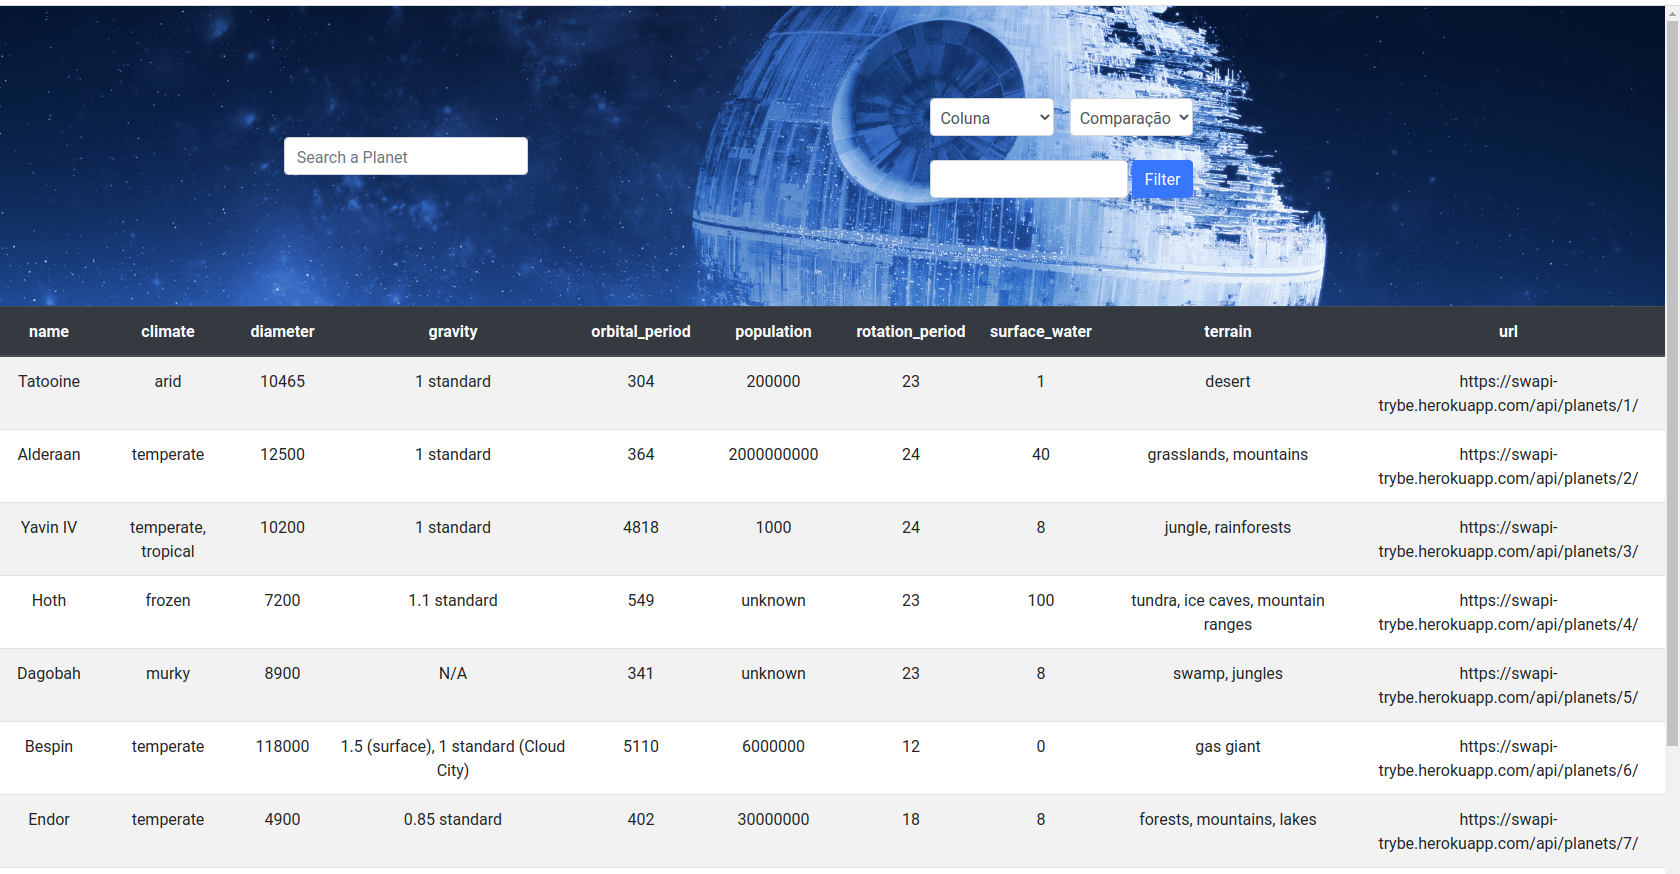 Coluna Comparação
Search a Planet
Filter
name climate diameter gravity orbital_period population rotation_period surface_water terrain url
Tatooine arid 10465 1 standard 304 200000 23 1 desert https://swapi-
trybe.herokuapp.com/api/planets/1/
Alderaan temperate 12500 1 standard 364 2000000000 24 40 grasslands, mountains https://swapi-
trybe.herokuapp.com/api/planets/2/
Yavin IV temperate, 10200 1 standard 4818 1000 24 8 jungle, rainforests https://swapi-
tropical trybe.herokuapp.com/api/planets/3/
Hoth frozen 7200 1.1 standard 549 unknown 23 100 tundra, ice caves, mountain https://swapi-
ranges trybe.herokuapp.com/api/planets/4/
Dagobah murky 8900 N/A 341 unknown 23 8 swamp, jungles https://swapi-
trybe.herokuapp.com/api/planets/5/
Bespin temperate 118000 1.5 (surface), 1 standard (Cloud 5110 6000000 12 0 gas giant https://swapi-
City) trybe.herokuapp.com/api/planets/6/
Endor temperate 4900 0.85 standard 402 30000000 18 8 forests, mountains, lakes https://swapi-
trybe.herokuapp.com/api/planets/7/